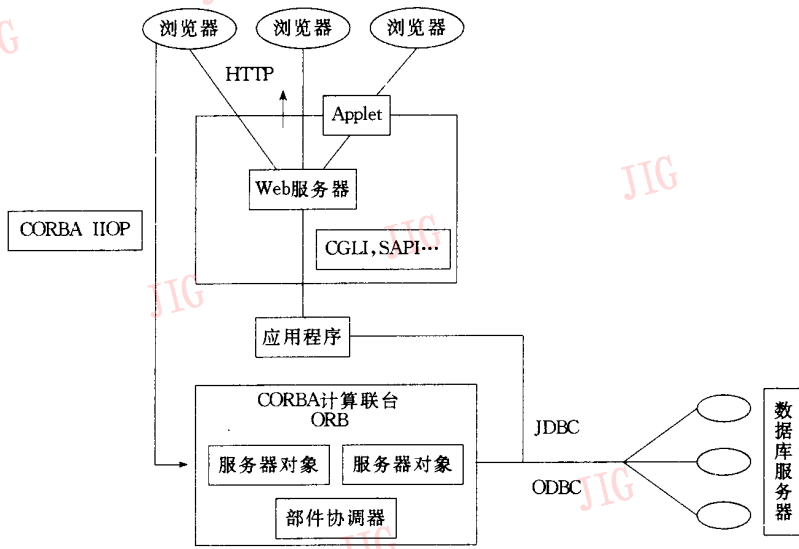 浏览器 浏览器 浏览器
HTTP
Applet
Web服务器
CORBA IIOP
CGLI,SAPI…
应用程序
CORBA计算联台
ORB
服务器对象 服务器对象
部件协调器
JDBC
ODBC
数据库服务器
JIG
JIG
JIG
JIG
JIG
JIG